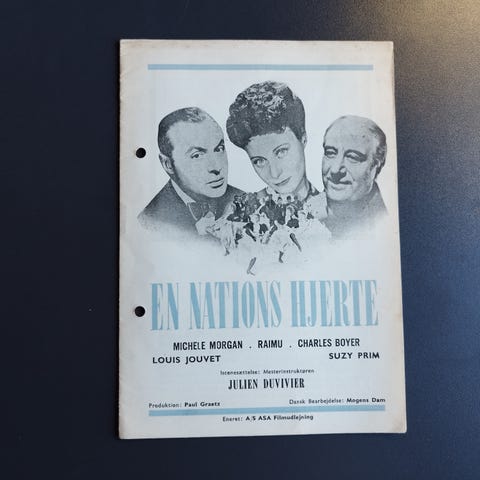 EN NATIONS HJERTE
MICHELE MORGAN . RAIMU . CHARLES BOYER
LOUIS JOUVET SUZY PRIM
Iscenesættelse: Mesterinstruktøren
JULIEN DUVIVIER
Produktion: Paul Graetz Dansk Bearbejdelse: Mogens Dam
Eneret: A/S ASA Filmudlejning